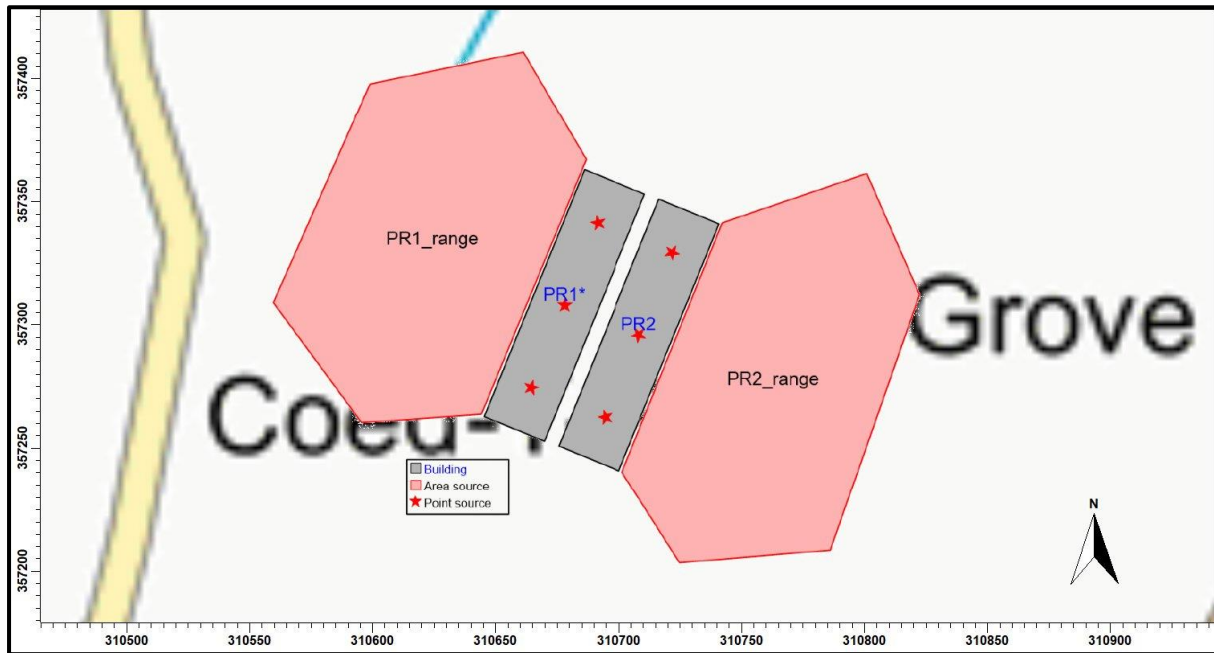 357400
357350
357300
357250
357200
PR1_range
PR1*
PR2
PR2_range
Grove
Coed-
Building
Area source
Point source
N
310500
310550
310600
310650
310700
310750
310800
310850
310900